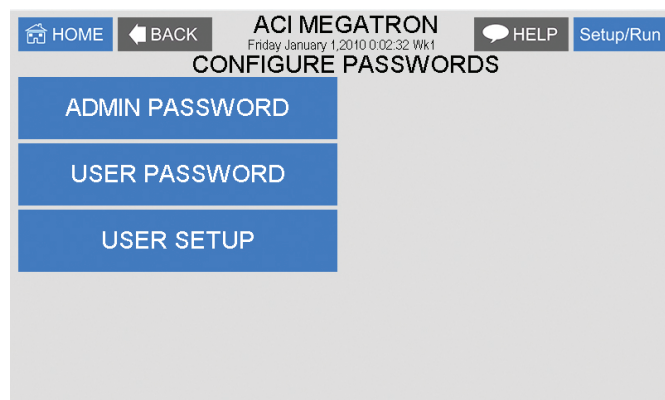 HOME BACK ACI MEGATRON HELP Setup/Run
Friday January 1,2010 0:02:32 Wk1
CONFIGURE PASSWORDS
ADMIN PASSWORD
USER PASSWORD
USER SETUP